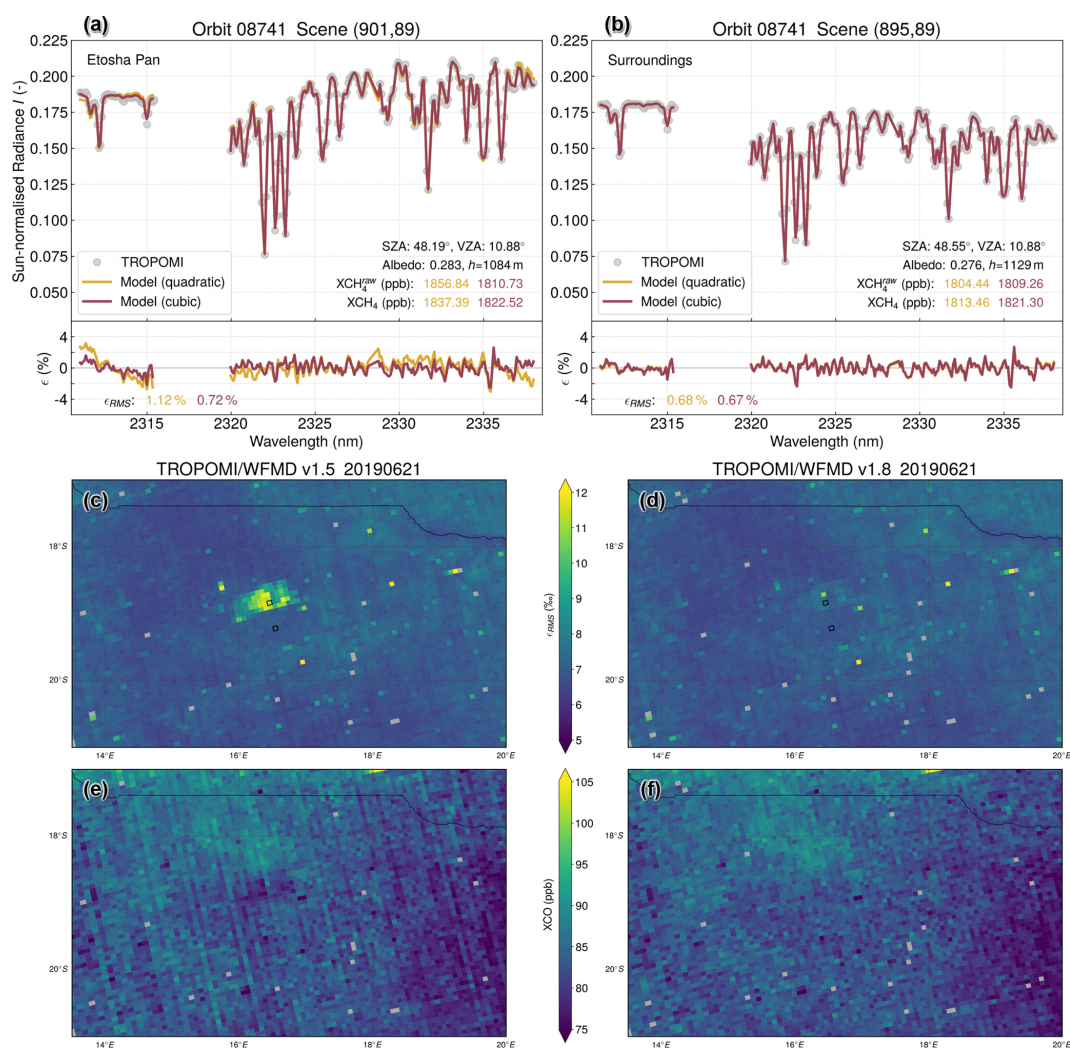 (a)
Orbit 08741 Scene (901,89)
Etosha Pan
Sun-normalised Radiance I (-)
0.225
0.200
0.175
0.150
0.125
0.100
0.075
0.050
TROPOMI
Model (quadratic)
Model (cubic)
SZA: 48.19°, VZA: 10.88°
Albedo: 0.283, h=1084 m
XCH₄ʳᵃʷ (ppb): 1856.84 1810.73
XCH₄ (ppb): 1837.39 1822.52
ϵ (%)
4
0
-4
ϵRMS: 1.12 % 0.72 %
2315 2320 2325 2330 2335
Wavelength (nm)
(b)
Orbit 08741 Scene (895,89)
Surroundings
0.225
0.200
0.175
0.150
0.125
0.100
0.075
0.050
TROPOMI
Model (quadratic)
Model (cubic)
SZA: 48.55°, VZA: 10.88°
Albedo: 0.276, h=1129 m
XCH₄ʳᵃʷ (ppb): 1804.44 1809.26
XCH₄ (ppb): 1813.46 1821.30
ϵ (%)
4
0
-4
ϵRMS: 0.68 % 0.67 %
2315 2320 2325 2330 2335
Wavelength (nm)
TROPOMI/WFMD v1.5 20190621
(c)
18°S
20°S
14°E 16°E 18°E 20°E
12
11
10
9
8
7
6
5
ϵRMS (‰)
TROPOMI/WFMD v1.8 20190621
(d)
18°S
20°S
14°E 16°E 18°E 20°E
(e)
18°S
20°S
14°E 16°E 18°E 20°E
105
100
95
90
85
80
75
XCO (ppb)
(f)
18°S
20°S
14°E 16°E 18°E 20°E